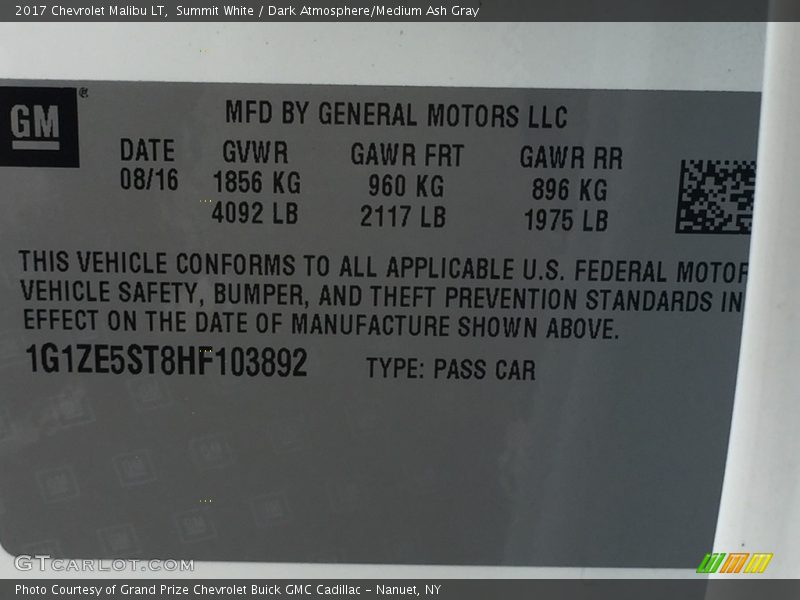 2017 Chevrolet Malibu LT, Summit White / Dark Atmosphere/Medium Ash Gray
GM®
MFD BY GENERAL MOTORS LLC
DATE GVWR GAWR FRT GAWR RR
08/16 1856 KG 960 KG 896 KG
4092 LB 2117 LB 1975 LB
THIS VEHICLE CONFORMS TO ALL APPLICABLE U.S. FEDERAL MOTOR
VEHICLE SAFETY, BUMPER, AND THEFT PREVENTION STANDARDS IN
EFFECT ON THE DATE OF MANUFACTURE SHOWN ABOVE.
1G1ZE5ST8HF103892 TYPE: PASS CAR
GTCARLOT.COM
Photo Courtesy of Grand Prize Chevrolet Buick GMC Cadillac - Nanuet, NY